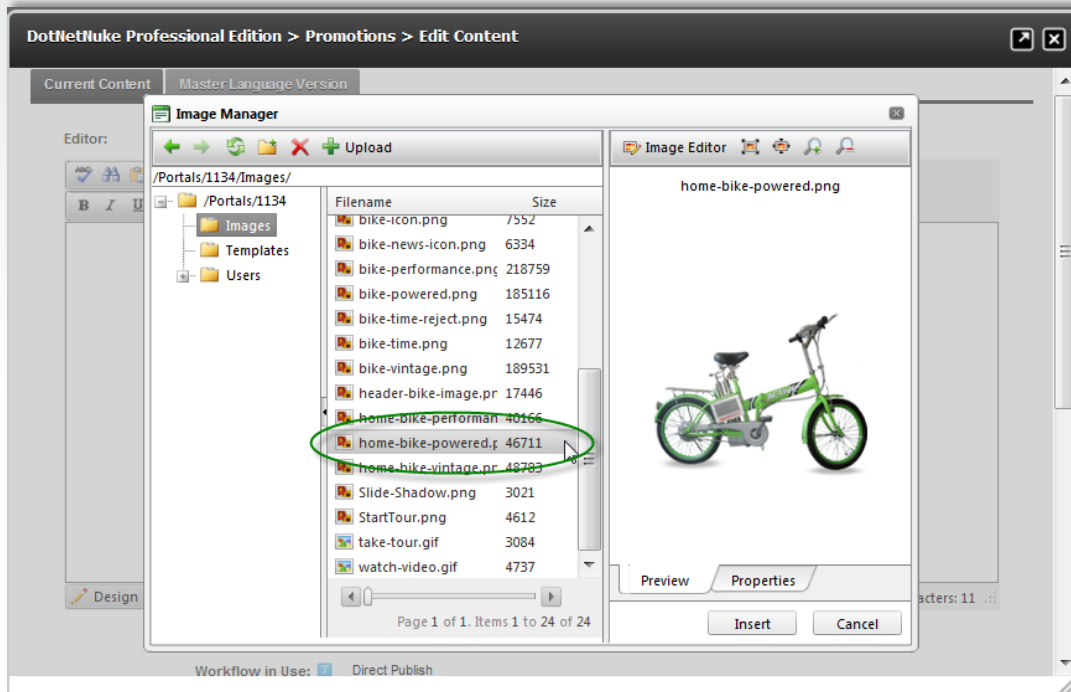 DotNetNuke Professional Edition > Promotions > Edit Content
Current Content
Master Language Version
Image Manager
Editor:
Upload
Image Editor
/Portals/1134/Images/
home-bike-powered.png
B I U
/Portals/1134
Images
Templates
Users
Filename Size
bike-icon.png 7552
bike-news-icon.png 6334
bike-performance.png 218759
bike-powered.png 185116
bike-time-reject.png 15474
bike-time.png 12677
bike-vintage.png 189531
header-bike-image.pr 17446
home-bike-performan 40166
home-bike-powered.p 46711
home-bike-vintage.pr 48783
Slide-Shadow.png 3021
StartTour.png 4612
take-tour.gif 3084
watch-video.gif 4737
Preview
Properties
Design
acters: 11
Page 1 of 1. Items 1 to 24 of 24
Insert
Cancel
Workflow in Use:
Direct Publish